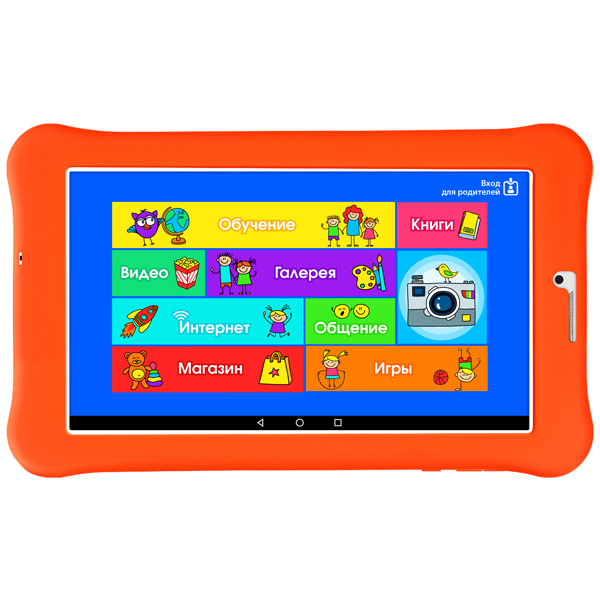 Вход
для родителей
Обучение
Книги
Видео
Галерея
Интернет
Общение
Магазин
Игры